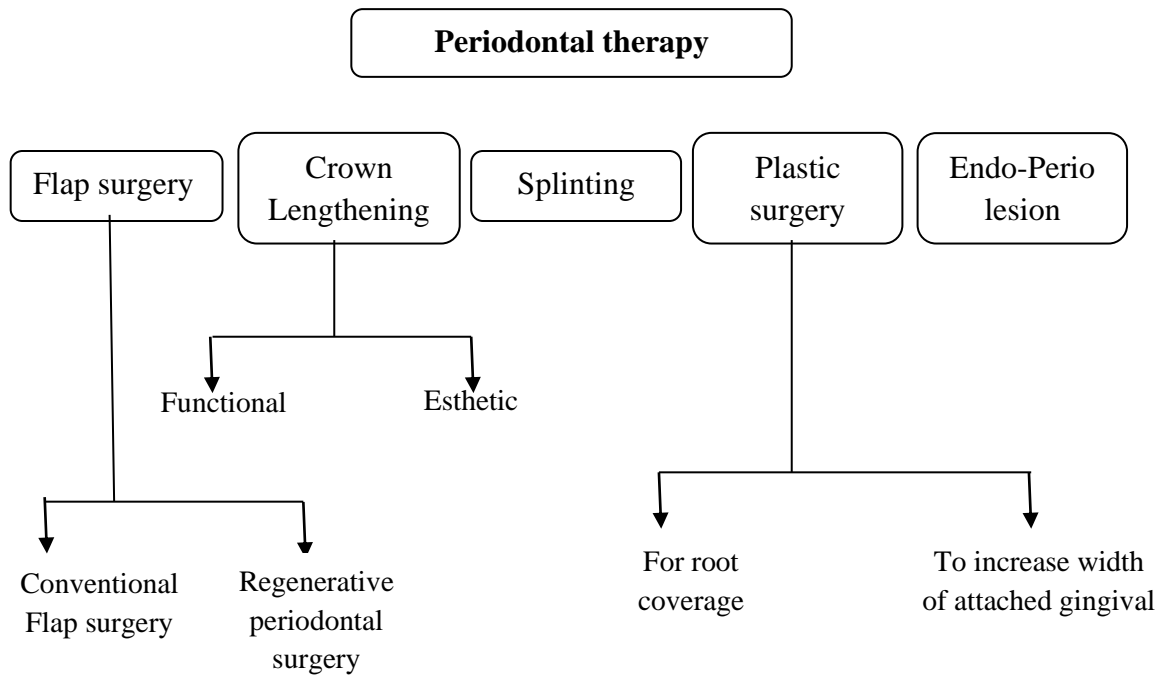 Periodontal therapy
Flap surgery
Crown
Lengthening
Splinting
Plastic
surgery
Endo-Perio
lesion
Functional
Esthetic
Conventional
Flap surgery
Regenerative
periodontal
surgery
For root
coverage
To increase width
of attached gingival